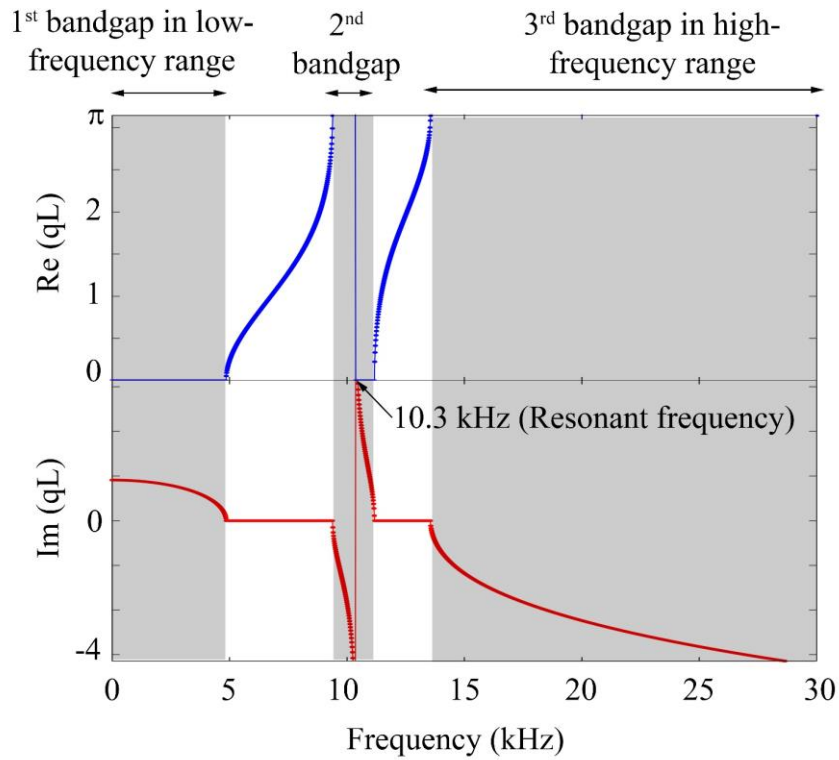 1st bandgap in low-
frequency range
2nd
bandgap
3rd bandgap in high-
frequency range
π
2
1
0
Re (qL)
10.3 kHz (Resonant frequency)
0
-4
Im (qL)
0 5 10 15 20 25 30
Frequency (kHz)